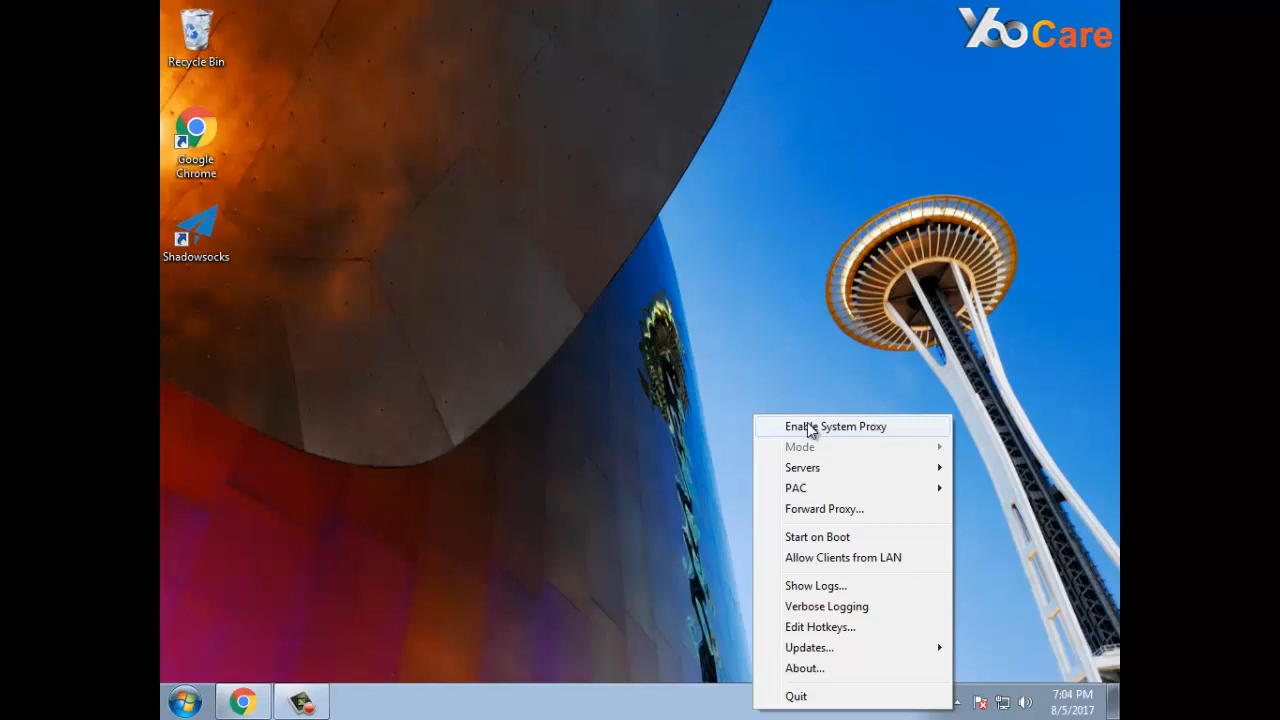 YooCare
Recycle Bin
Google
Chrome
Shadowsocks
Enable System Proxy
Mode
Servers
PAC
Forward Proxy...
Start on Boot
Allow Clients from LAN
Show Logs...
Verbose Logging
Edit Hotkeys...
Updates...
About...
Quit
7:04 PM
8/5/2017